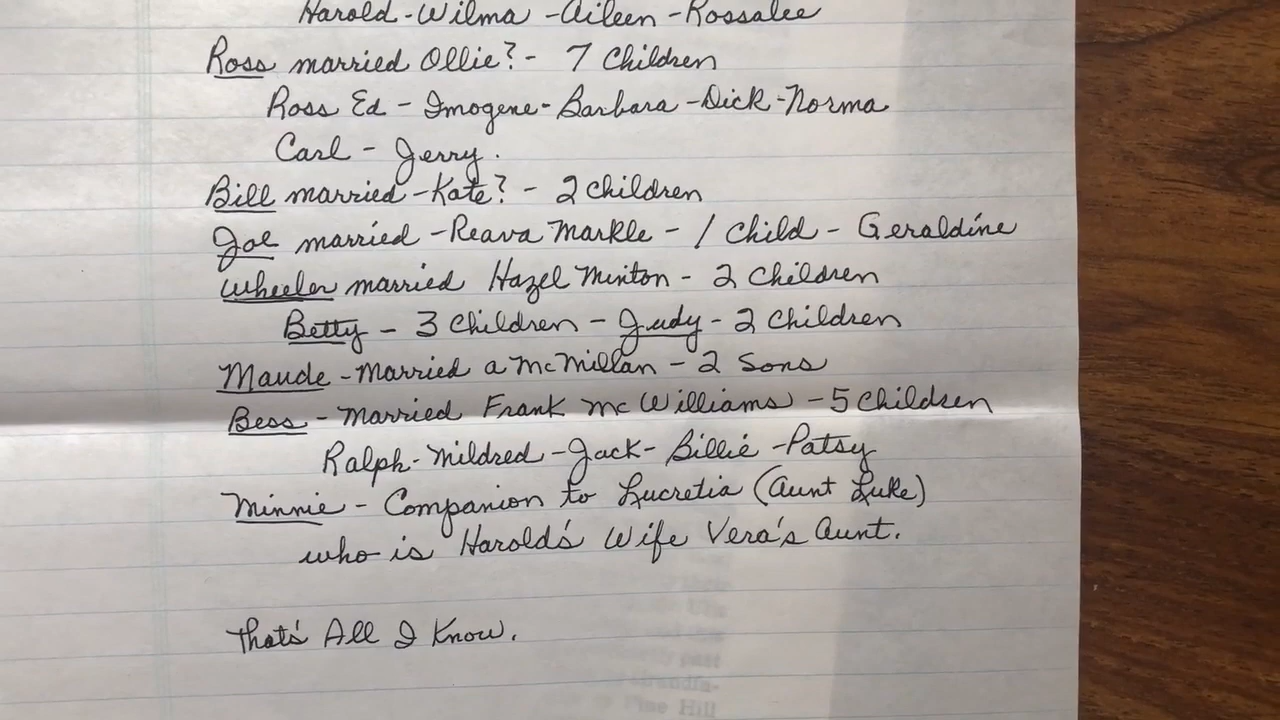 Harold - Wilma - Aileen - Rossalee
Ross married Ollie? - 7 Children
Ross Ed - Imogene - Barbara - Dick - Norma
Carl - Jerry.
Bill married - Kate? - 2 Children
Joe married - Reava Markle - 1 Child - Geraldine
Wheeler married Hazel Minton - 2 Children
Betty - 3 Children - Judy - 2 Children
Maude - Married a McMillan - 2 Sons
Bess - Married Frank McWilliams - 5 Children
Ralph - Mildred - Jack - Billie - Patsy
Minnie - Companion to Lucretia (Aunt Luke)
who is Harold's Wife Vera's Aunt.
That's All I Know.